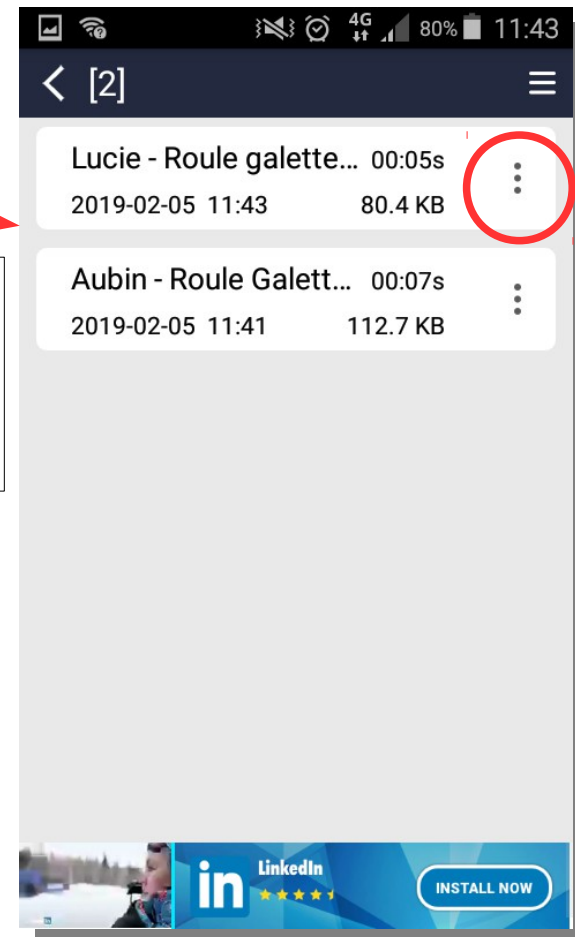 4G 80% 11:43
[2]
Lucie - Roule galette... 00:05s
2019-02-05 11:43 80.4 KB
Aubin - Roule Galett... 00:07s
2019-02-05 11:41 112.7 KB
in LinkedIn
INSTALL NOW